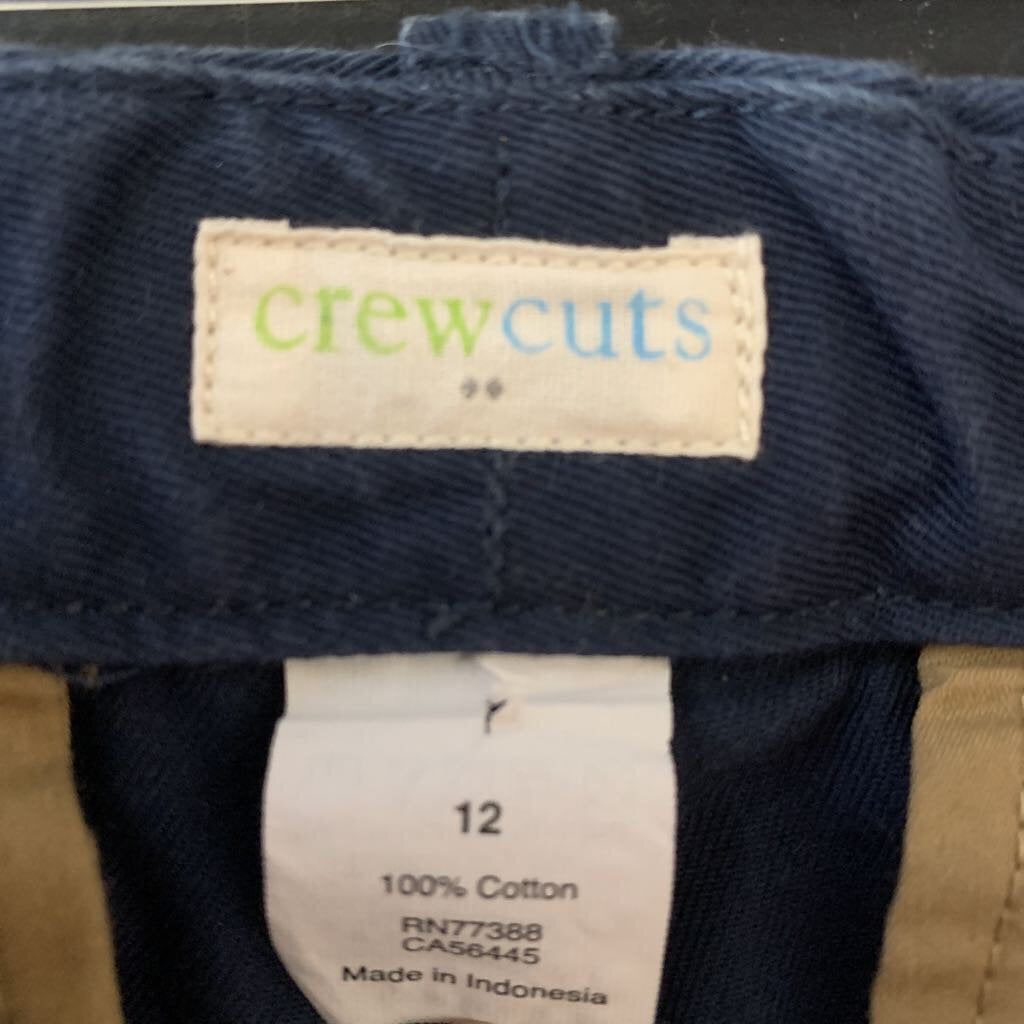 crewcuts
r
12
100% Cotton
RN77388
CA56445
Made in Indonesia